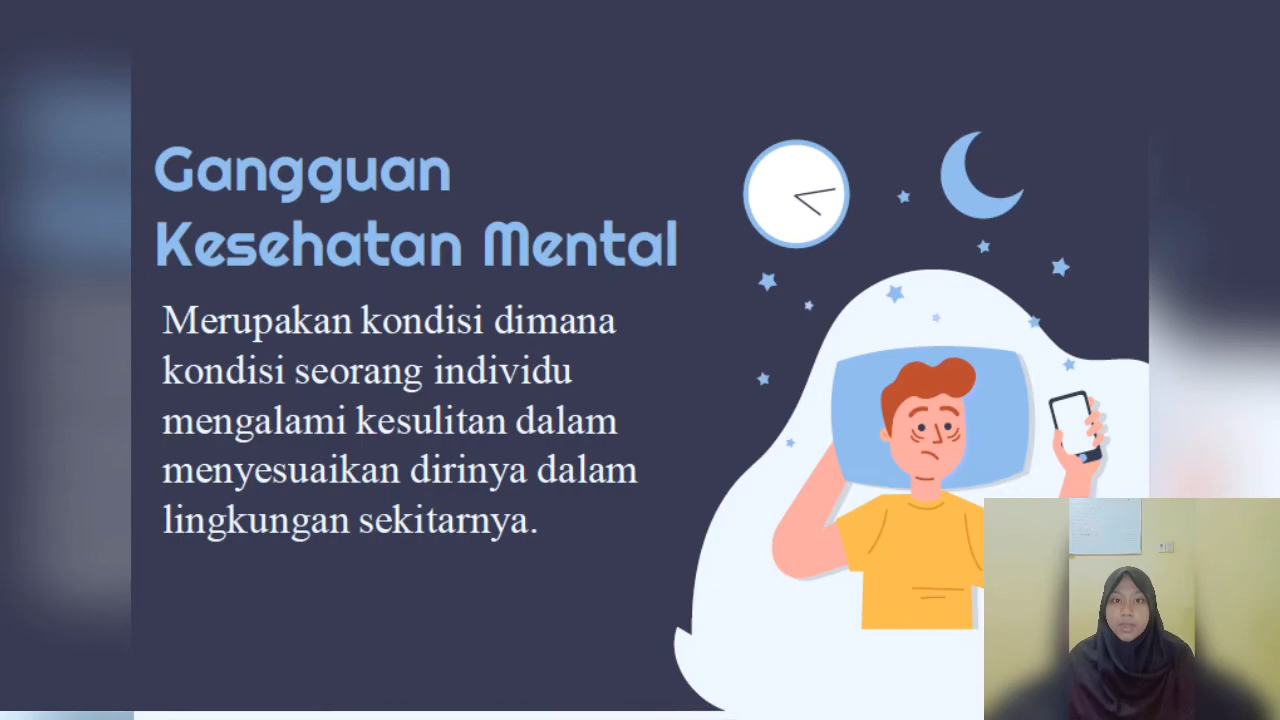 Gangguan
Kesehatan Mental
Merupakan kondisi dimana
kondisi seorang individu
mengalami kesulitan dalam
menyesuaikan dirinya dalam
lingkungan sekitarnya.